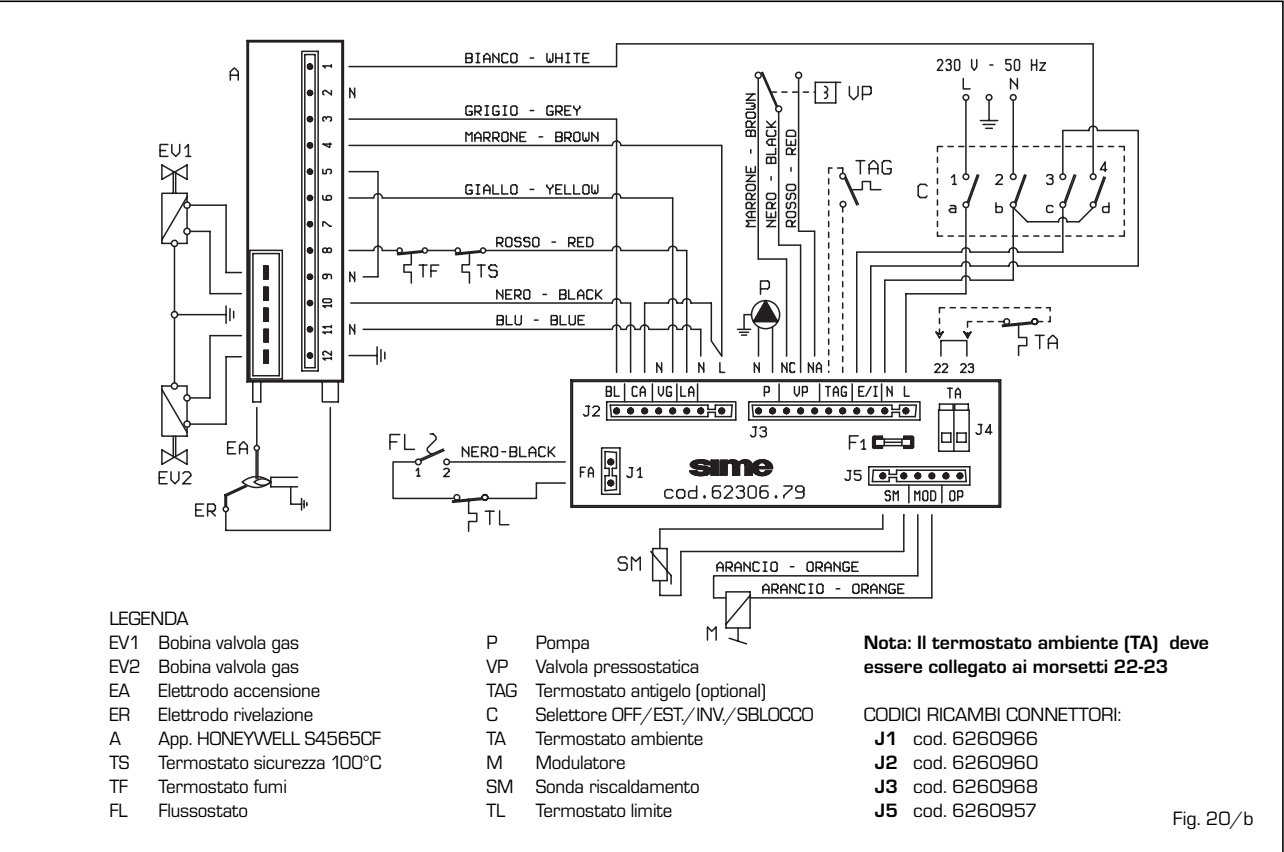 A
1
2
3
4
5
6
7
8
9
10
11
12
N
N
N
BIANCO - WHITE
GRIGIO - GREY
MARRONE - BROWN
GIALLO - YELLOW
ROSSO - RED
TF
TS
NERO - BLACK
BLU - BLUE
EV1
EV2
EA
ER
MARRONE - BROWN
NERO - BLACK
ROSSO - RED
VP
TAG
230 V - 50 Hz
L N
C
1 2 3 4
a b c d
P
TA
N N L
N NC NA
22 23
BL CA VG LA
J2
P VP TAG E/I N L
J3
TA
J4
F1
FA
J1
sime
cod.62306.79
J5
SM MOD OP
FL
1 2
NERO-BLACK
TL
SM
ARANCIO - ORANGE
ARANCIO - ORANGE
M
LEGENDA
EV1 Bobina valvola gas
EV2 Bobina valvola gas
EA Elettrodo accensione
ER Elettrodo rivelazione
A App. HONEYWELL S4565CF
TS Termostato sicurezza 100°C
TF Termostato fumi
FL Flussostato
P Pompa
VP Valvola pressostatica
TAG Termostato antigelo (optional)
C Selettore OFF/EST./INV./SBLOCCO
TA Termostato ambiente
M Modulatore
SM Sonda riscaldamento
TL Termostato limite
Nota: Il termostato ambiente (TA) deve
essere collegato ai morsetti 22-23
CODICI RICAMBI CONNETTORI:
J1 cod. 6260966
J2 cod. 6260960
J3 cod. 6260968
J5 cod. 6260957
Fig. 20/b